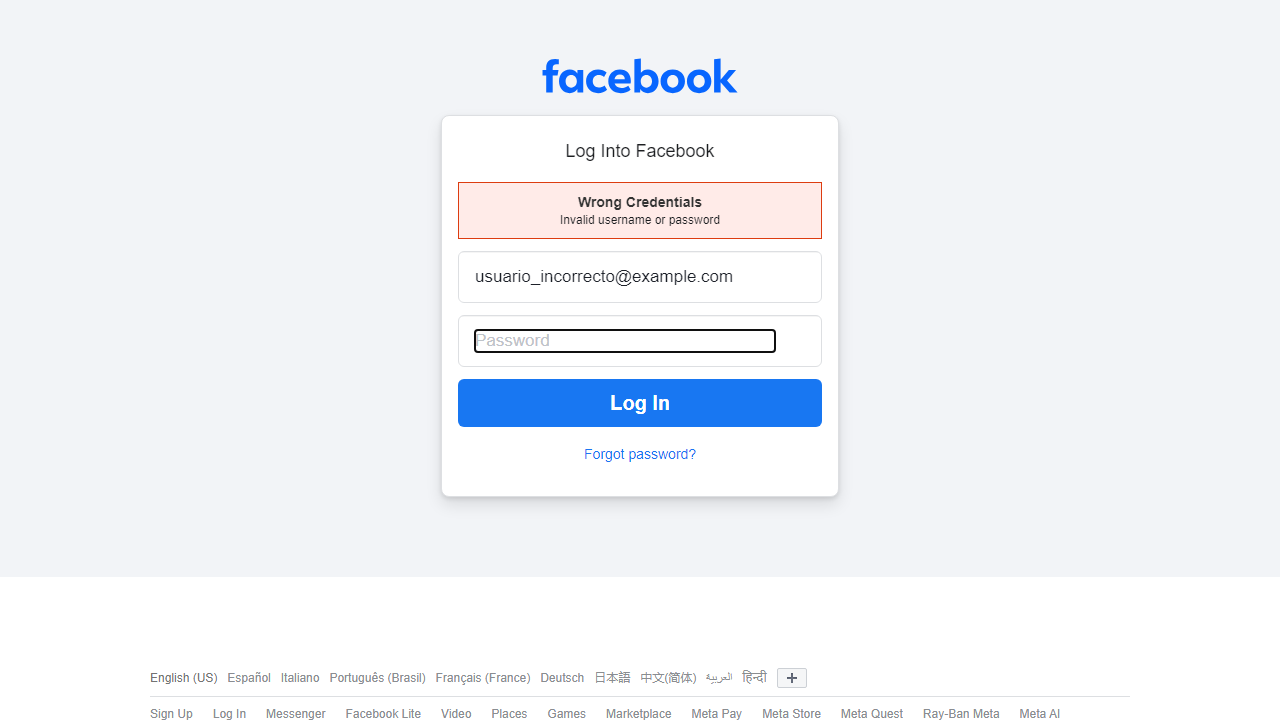 facebook
Log Into Facebook
Wrong Credentials
Invalid username or password
usuario_incorrecto@example.com
Password
Log In
Forgot password?
English (US) Español Italiano Português (Brasil) Français (France) Deutsch 日本語 中文(简体) العربية हिन्दी
Sign Up Log In Messenger Facebook Lite Video Places Games Marketplace Meta Pay Meta Store Meta Quest Ray-Ban Meta Meta AI